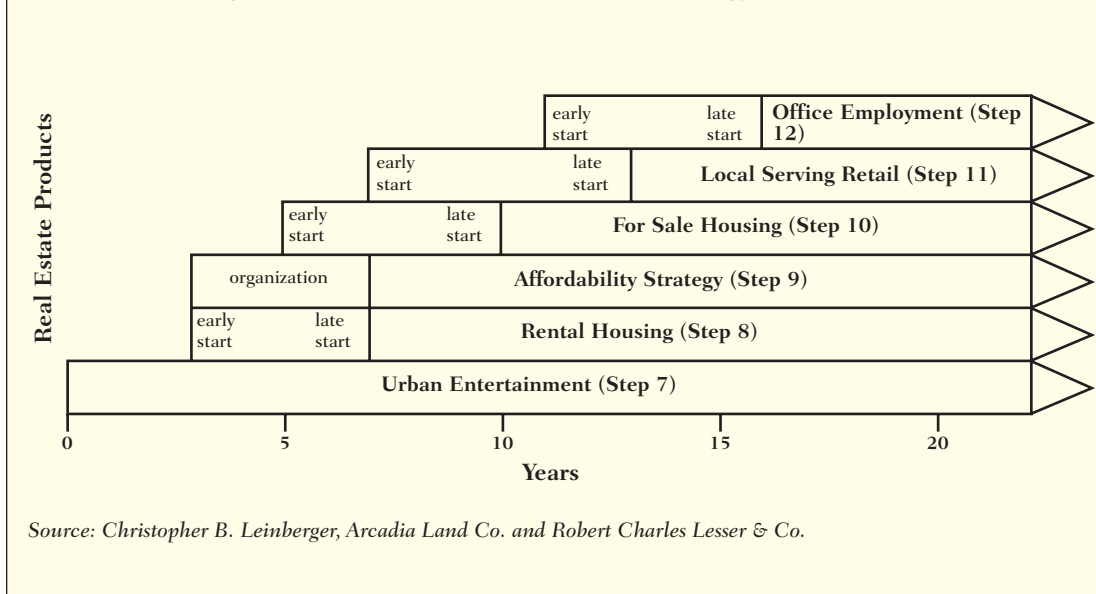 Real Estate Products
early late Office Employment (Step
start start 12)
early late
start start Local Serving Retail (Step 11)
early late
start start For Sale Housing (Step 10)
organization Affordability Strategy (Step 9)
early late
start start Rental Housing (Step 8)
Urban Entertainment (Step 7)
0 5 10 15 20
Years
Source: Christopher B. Leinberger, Arcadia Land Co. and Robert Charles Lesser & Co.